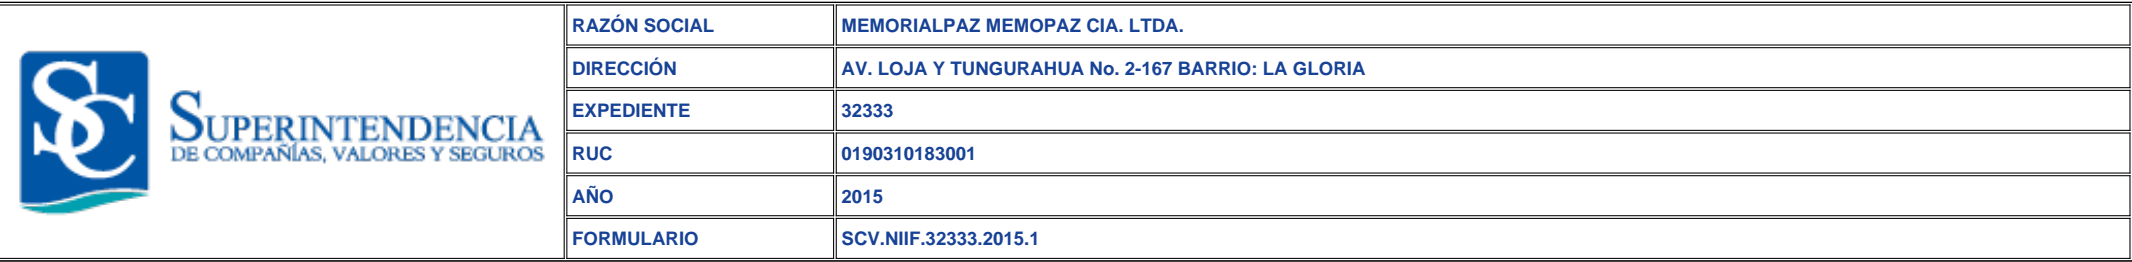 SC
SUPERINTENDENCIA
DE COMPAÑÍAS, VALORES Y SEGUROS
RAZÓN SOCIAL MEMORIALPAZ MEMOPAZ CIA. LTDA.
DIRECCIÓN AV. LOJA Y TUNGURAHUA No. 2-167 BARRIO: LA GLORIA
EXPEDIENTE 32333
RUC 0190310183001
AÑO 2015
FORMULARIO SCV.NIIF.32333.2015.1